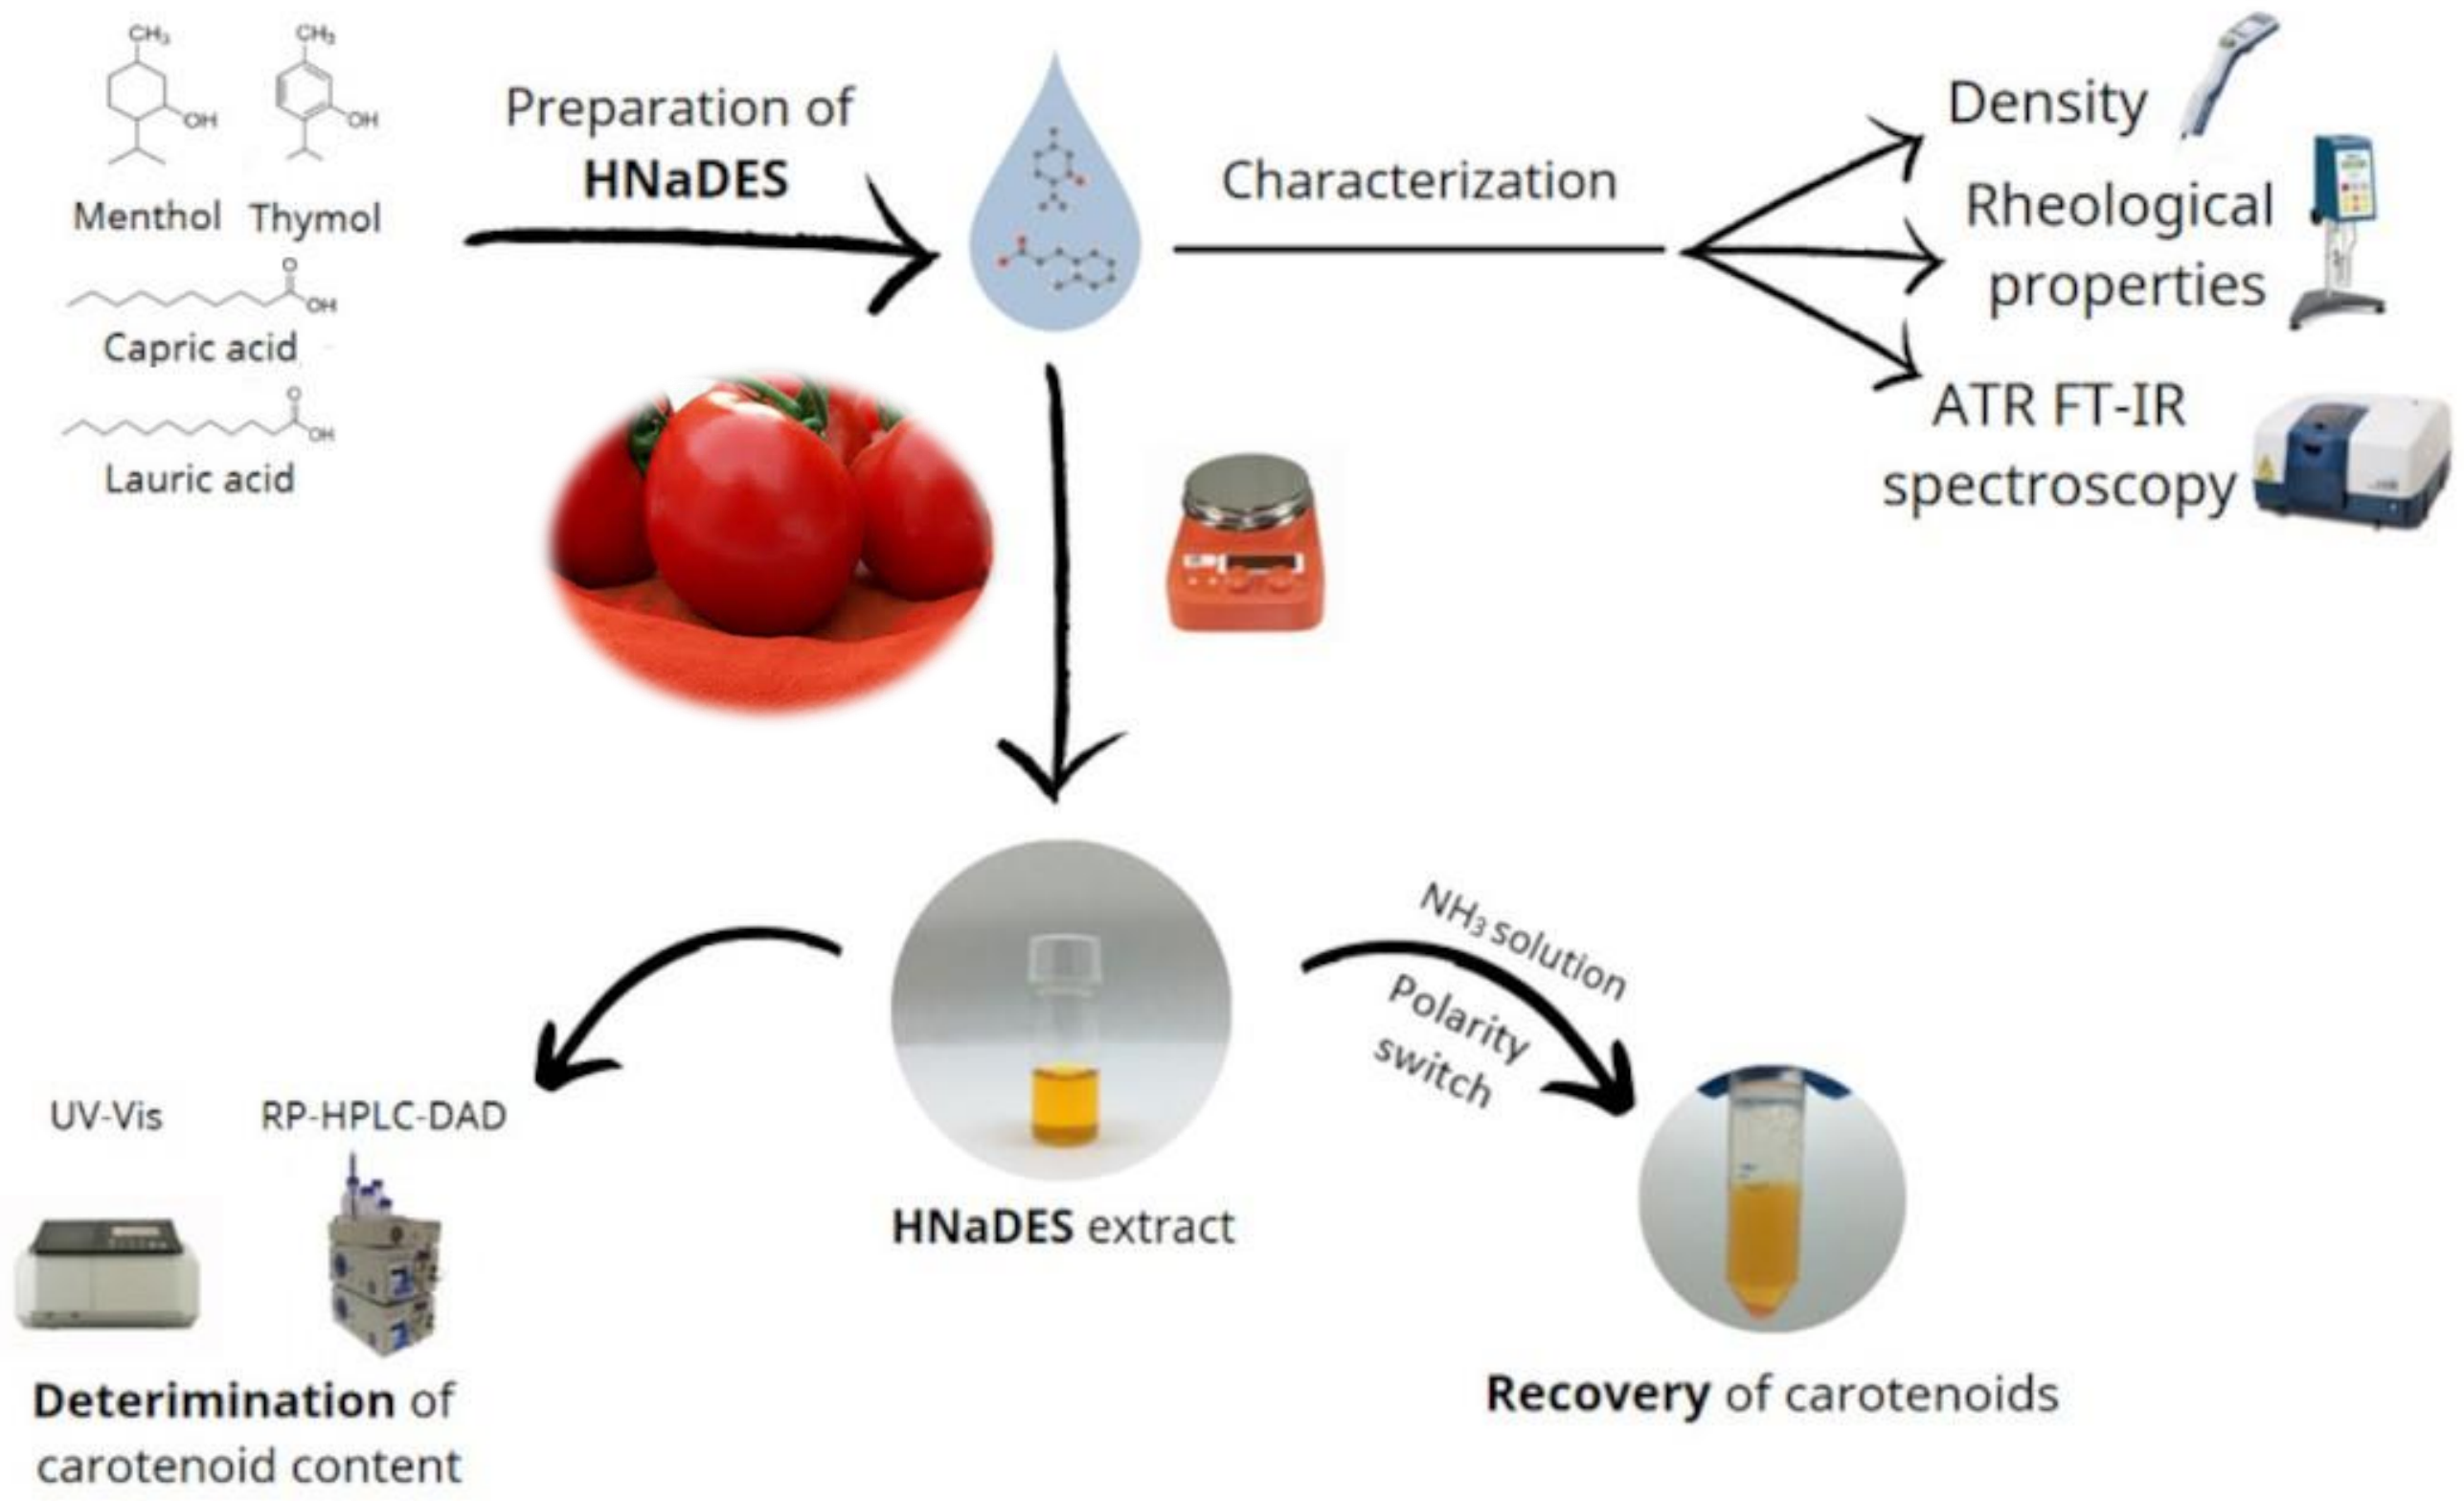 CH₃
OH
Menthol
CH₃
OH
Thymol
O
OH
Capric acid
O
OH
Lauric acid
Preparation of
HNaDES
Characterization
Density
Rheological
properties
ATR FT-IR
spectroscopy
HNaDES extract
NH₃ solution
Polarity
switch
UV-Vis
RP-HPLC-DAD
Deterimination of
carotenoid content
Recovery of carotenoids